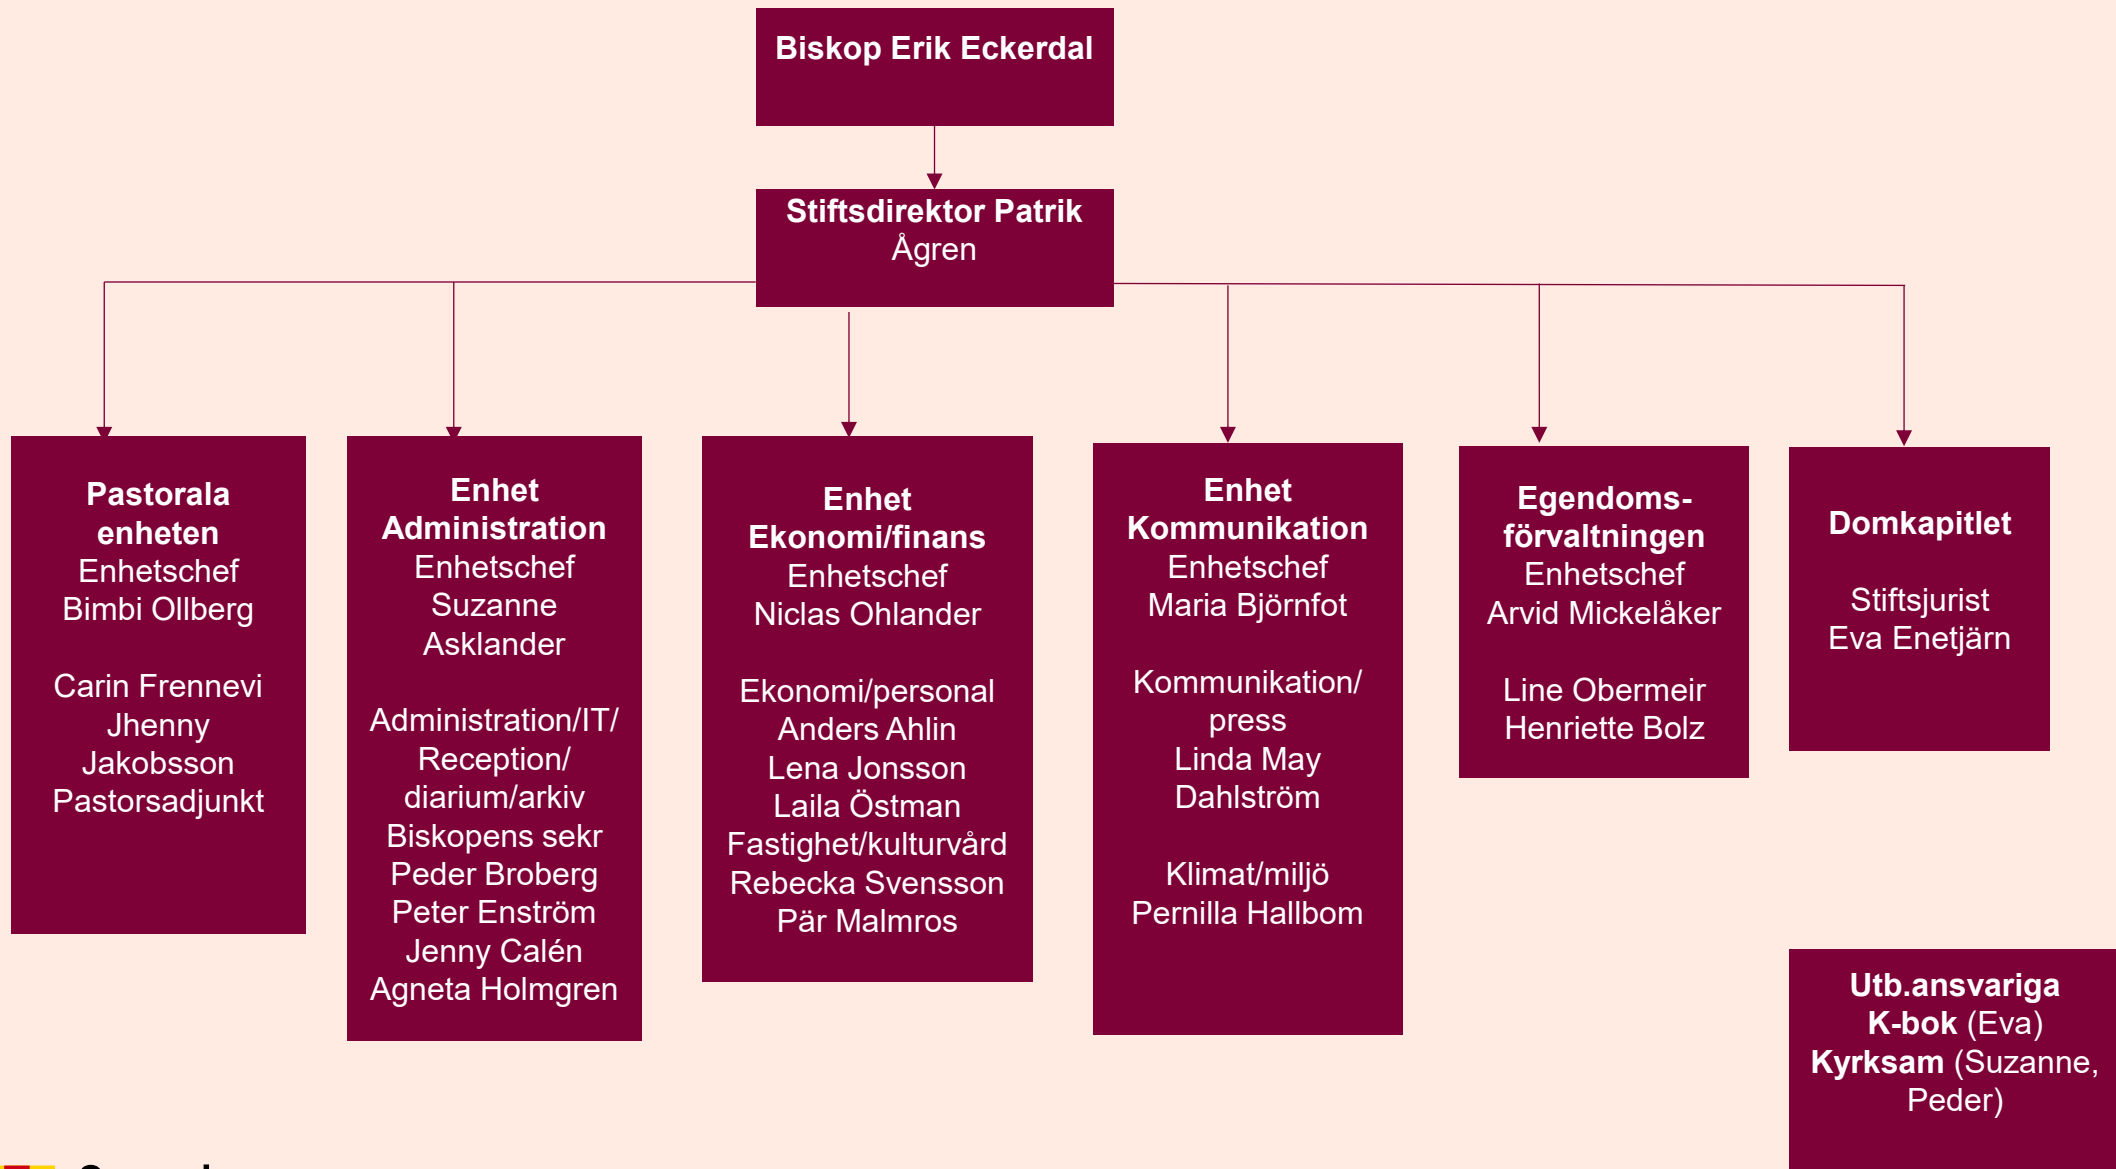 Biskop Erik Eckerdal
Stiftsdirektor Patrik
Ågren
Pastorala
enheten
Enhetschef
Bimbi Ollberg
Carin Frennevi
Jhenny
Jakobsson
Pastorsadjunkt
Enhet
Administration
Enhetschef
Suzanne
Asklander
Administration/IT/
Reception/
diarium/arkiv
Biskopens sekr
Peder Broberg
Peter Enström
Jenny Calén
Agneta Holmgren
Enhet
Ekonomi/finans
Enhetschef
Niclas Ohlander
Ekonomi/personal
Anders Ahlin
Lena Jonsson
Laila Östman
Fastighet/kulturvård
Rebecka Svensson
Pär Malmros
Enhet
Kommunikation
Enhetschef
Maria Björnfot
Kommunikation/
press
Linda May
Dahlström
Klimat/miljö
Pernilla Hallbom
Egendoms-
förvaltningen
Enhetschef
Arvid Mickelåker
Line Obermeir
Henriette Bolz
Domkapitlet
Stiftsjurist
Eva Enetjärn
Utb.ansvariga
K-bok (Eva)
Kyrksam (Suzanne,
Peder)